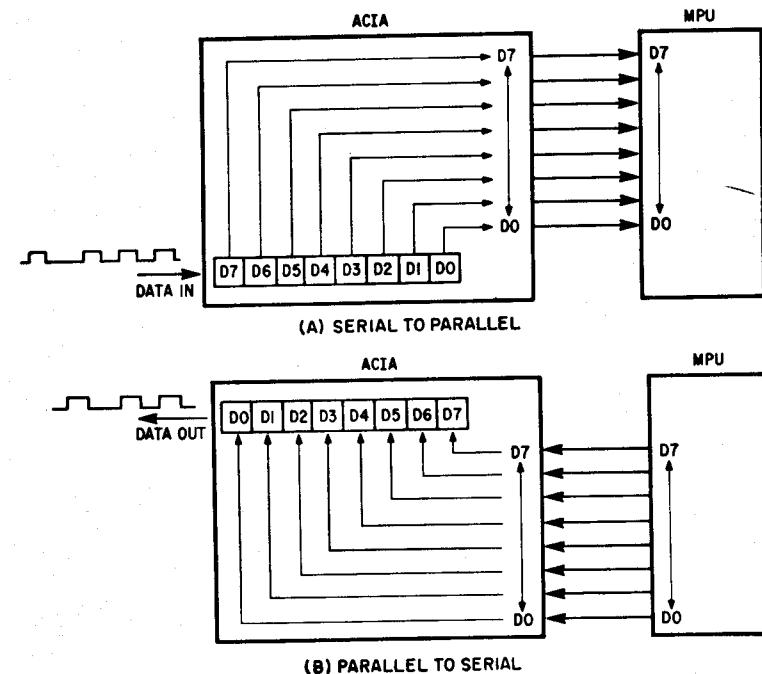 ACIA
MPU
D7
D7
D0
D0
D7 D6 D5 D4 D3 D2 D1 D0
DATA IN
(A) SERIAL TO PARALLEL
ACIA
MPU
D0 D1 D2 D3 D4 D5 D6 D7
DATA OUT
D7
D7
D0
D0
(B) PARALLEL TO SERIAL